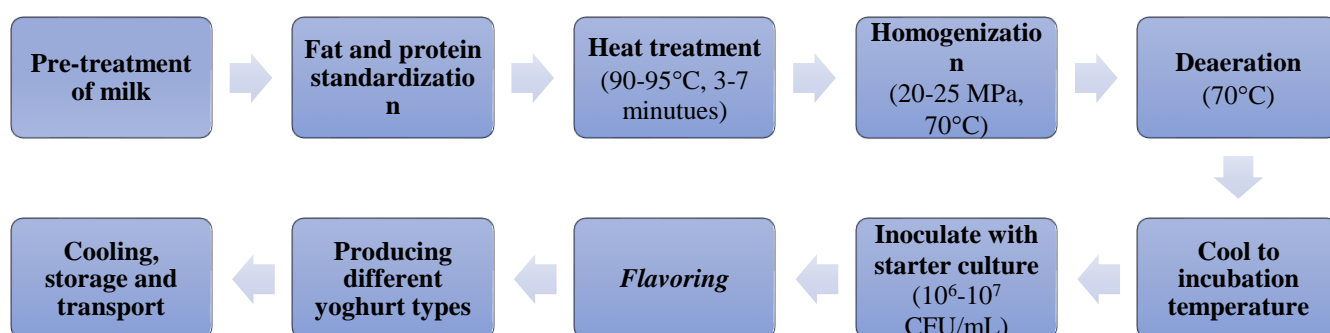 Pre-treatment
of milk
Fat and protein
standardizatio
n
Heat treatment
(90-95°C, 3-7
minutues)
Homogenizatio
n
(20-25 MPa,
70°C)
Deaeration
(70°C)
Cool to
incubation
temperature
Inoculate with
starter culture
(10⁶-10⁷
CFU/mL)
Flavoring
Producing
different
yoghurt types
Cooling,
storage and
transport